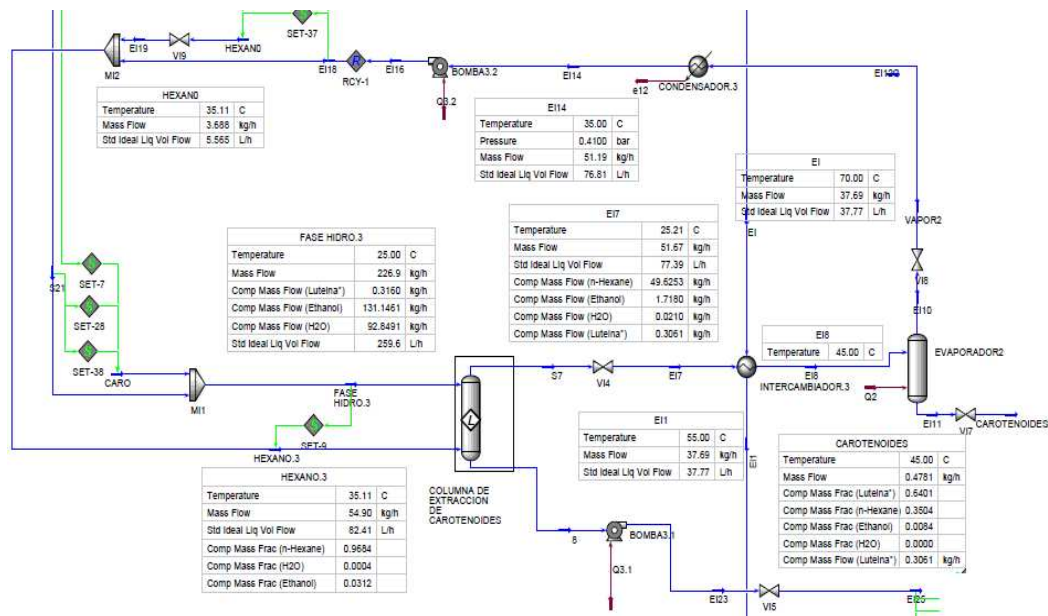 SET-37
EI19
VI9
HEXAN0
MI2
EI18
RCY-1
EI16
BOMBA3.2
Q3.2
EI14
e12
CONDENSADOR.3
HEXAN0
Temperature 35.11 C
Mass Flow 3.688 kg/h
Std Ideal Liq Vol Flow 5.565 L/h
EI14
Temperature 35.00 C
Pressure 0.4100 bar
Mass Flow 51.19 kg/h
Std Ideal Liq Vol Flow 76.81 L/h
EI
Temperature 70.00 C
Mass Flow 37.69 kg/h
Std Ideal Liq Vol Flow 37.77 L/h
EI
VAPOR2
VI8
EI10
FASE HIDRO.3
Temperature 25.00 C
Mass Flow 226.9 kg/h
Comp Mass Flow (Luteina*) 0.3160 kg/h
Comp Mass Flow (Ethanol) 131.1461 kg/h
Comp Mass Flow (H2O) 92.8491 kg/h
Std Ideal Liq Vol Flow 259.6 L/h
EI7
Temperature 25.21 C
Mass Flow 51.67 kg/h
Std Ideal Liq Vol Flow 77.39 L/h
Comp Mass Flow (n-Hexane) 49.6253 kg/h
Comp Mass Flow (Ethanol) 1.7180 kg/h
Comp Mass Flow (H2O) 0.0210 kg/h
Comp Mass Flow (Luteina*) 0.3061 kg/h
S21
SET-7
SET-28
SET-38
CARO
MI1
FASE
HIDRO.3
SET-9
HEXANO.3
L
S7
VI4
EI7
INTERCAMBIADOR.3
EI8
Temperature 45.00 C
EI8
EVAPORADOR2
Q2
EI11
VI7
CAROTENOIDES
EI1
Temperature 55.00 C
Mass Flow 37.69 kg/h
Std Ideal Liq Vol Flow 37.77 L/h
EI1
CAROTENOIDES
Temperature 45.00 C
Mass Flow 0.4781 kg/h
Comp Mass Frac (Luteina*) 0.6401
Comp Mass Frac (n-Hexane) 0.3504
Comp Mass Frac (Ethanol) 0.0084
Comp Mass Frac (H2O) 0.0000
Comp Mass Flow (Luteina*) 0.3061 kg/h
HEXANO.3
Temperature 35.11 C
Mass Flow 54.90 kg/h
Std Ideal Liq Vol Flow 82.41 L/h
Comp Mass Frac (n-Hexane) 0.9684
Comp Mass Frac (H2O) 0.0004
Comp Mass Frac (Ethanol) 0.0312
COLUMNA DE
EXTRACCION
DE
CAROTENOIDES
BOMBA3.1
Q3.1
EI23
VI5